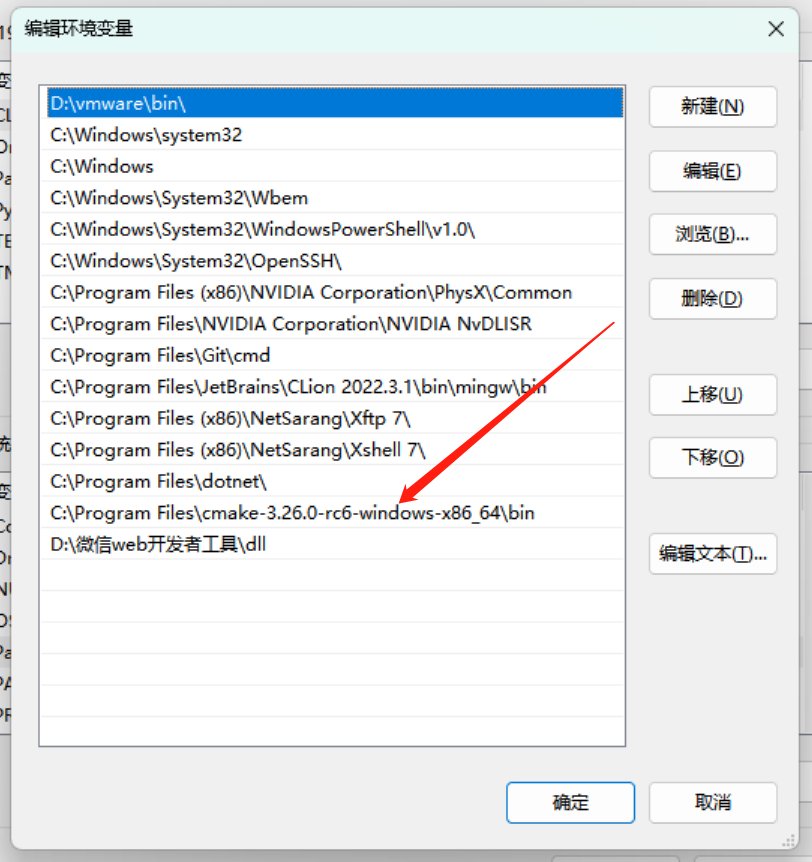 编辑环境变量
D:\vmware\bin\
C:\Windows\system32
C:\Windows
C:\Windows\System32\Wbem
C:\Windows\System32\WindowsPowerShell\v1.0\
C:\Windows\System32\OpenSSH\
C:\Program Files (x86)\NVIDIA Corporation\PhysX\Common
C:\Program Files\NVIDIA Corporation\NVIDIA NvDLISR
C:\Program Files\Git\cmd
C:\Program Files\JetBrains\CLion 2022.3.1\bin\mingw\bin
C:\Program Files (x86)\NetSarang\Xftp 7\
C:\Program Files (x86)\NetSarang\Xshell 7\
C:\Program Files\dotnet\
C:\Program Files\cmake-3.26.0-rc6-windows-x86_64\bin
D:\微信web开发者工具\dll
新建(N)
编辑(E)
浏览(B)...
删除(D)
上移(U)
下移(O)
编辑文本(T)...
确定
取消